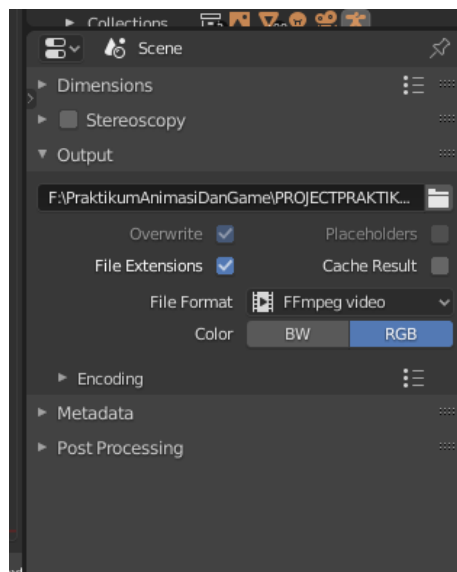 Collections
Scene
Dimensions
Stereoscopy
Output
F:\PraktikumAnimasiDanGame\PROJECTPRAKTIK...
Overwrite Placeholders
File Extensions Cache Result
File Format FFmpeg video
Color BW RGB
Encoding
Metadata
Post Processing